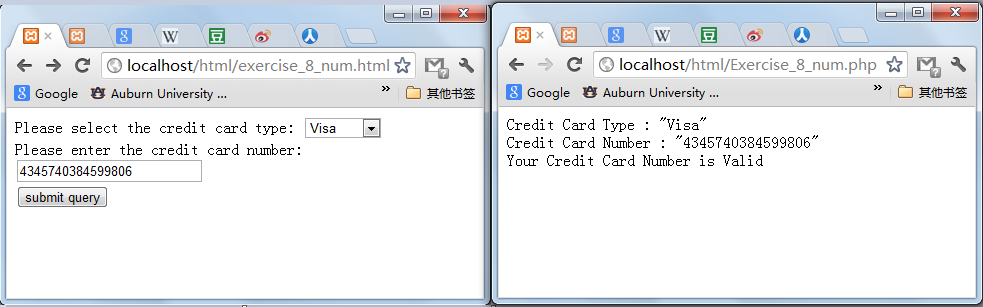 localhost/html/exercise_8_num.html
Google
Auburn University ...
»
其他书签
Please select the credit card type:
Visa
Please enter the credit card number:
4345740384599806
submit query
localhost/html/Exercise_8_num.php
Google
Auburn University ...
»
其他书签
Credit Card Type : "Visa"
Credit Card Number : "4345740384599806"
Your Credit Card Number is Valid